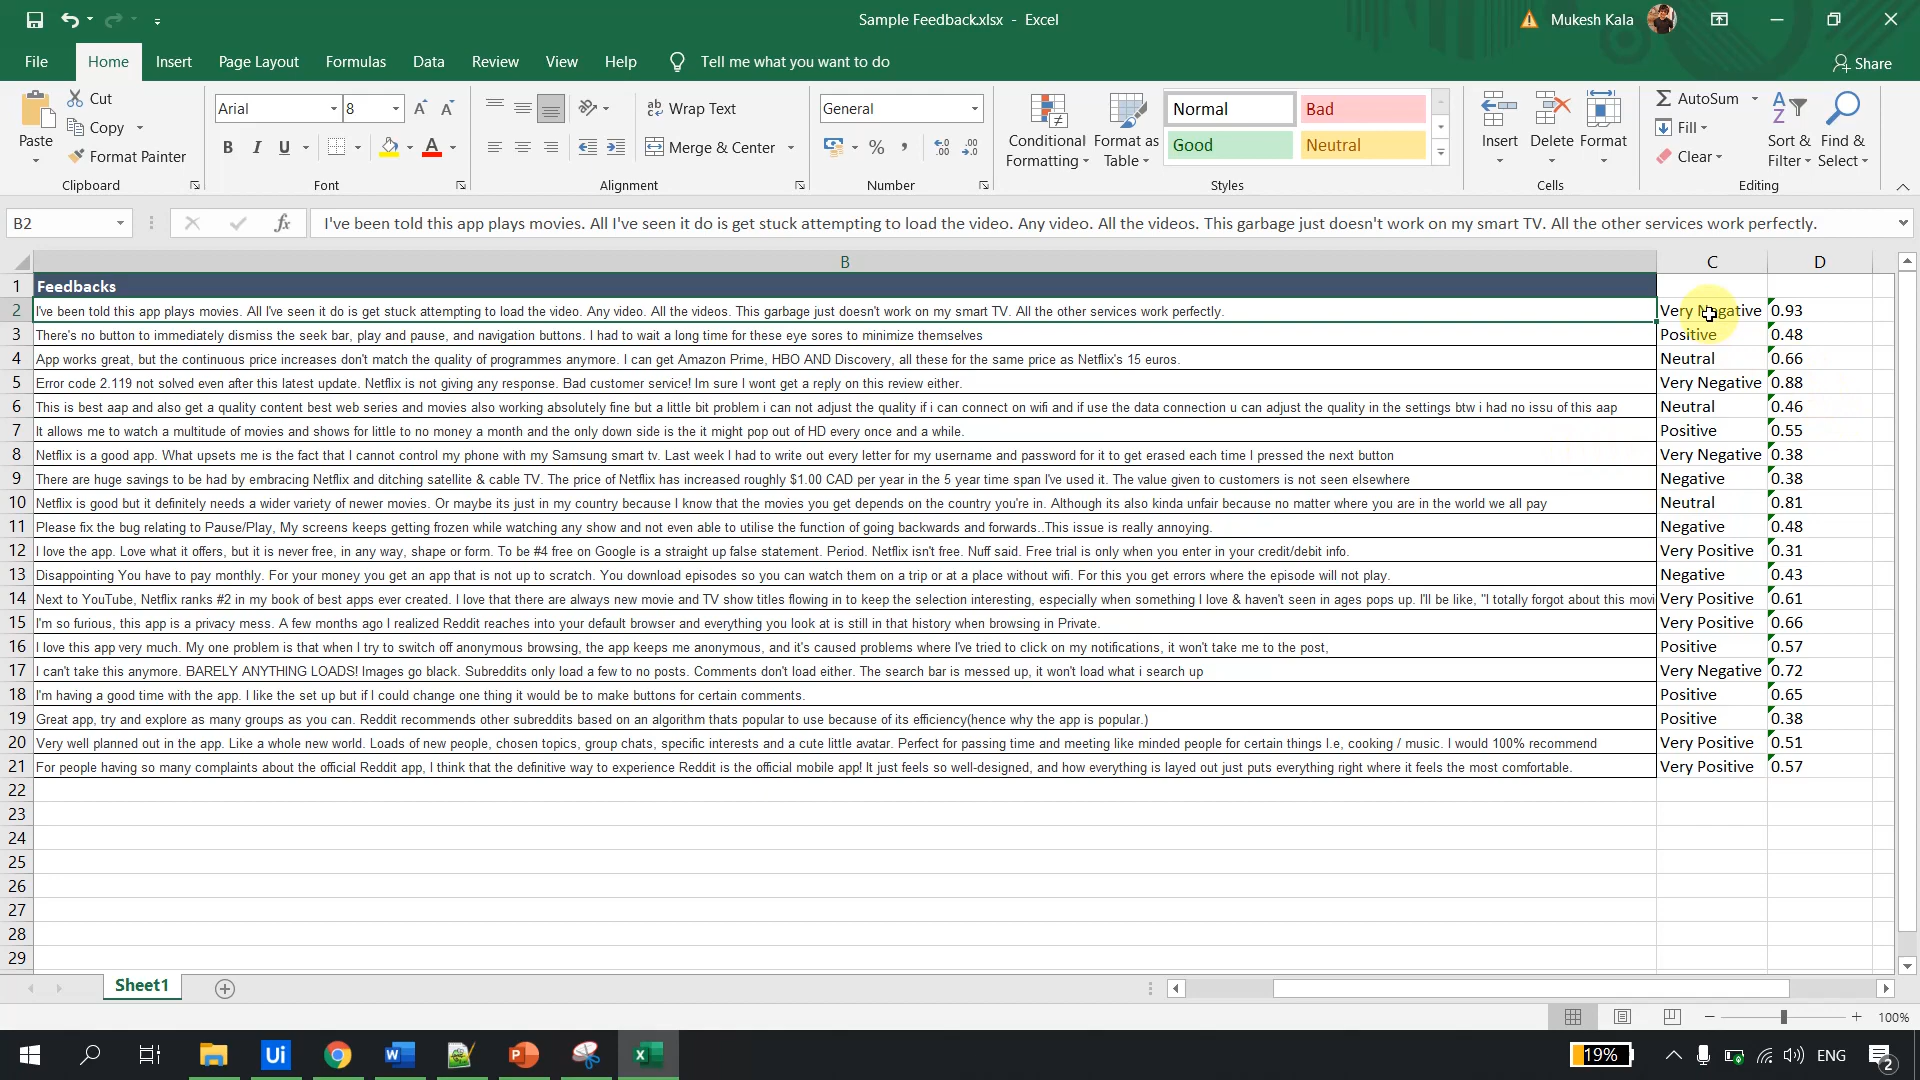 Sample Feedback.xlsx - Excel
Mukesh Kala
File Home Insert Page Layout Formulas Data Review View Help Tell me what you want to do Share
Paste Cut Copy Format Painter Clipboard
Arial 8 B I U A A A Font
ab Wrap Text Merge & Center Alignment
General % , Number
Conditional Formatting Format as Table Normal Bad Good Neutral Styles
Insert Delete Format Cells
AutoSum Fill Clear Sort & Filter Find & Select Editing
B2 fx I've been told this app plays movies. All I've seen it do is get stuck attempting to load the video. Any video. All the videos. This garbage just doesn't work on my smart TV. All the other services work perfectly.
B C D
1 Feedbacks
2 I've been told this app plays movies. All I've seen it do is get stuck attempting to load the video. Any video. All the videos. This garbage just doesn't work on my smart TV. All the other services work perfectly. Very Negative 0.93
3 There's no button to immediately dismiss the seek bar, play and pause, and navigation buttons. I had to wait a long time for these eye sores to minimize themselves Positive 0.48
4 App works great, but the continuous price increases don't match the quality of programmes anymore. I can get Amazon Prime, HBO AND Discovery, all these for the same price as Netflix's 15 euros. Neutral 0.66
5 Error code 2.119 not solved even after this latest update. Netflix is not giving any response. Bad customer service! Im sure I wont get a reply on this review either. Very Negative 0.88
6 This is best aap and also get a quality content best web series and movies also working absolutely fine but a little bit problem i can not adjust the quality if i can connect on wifi and if use the data connection u can adjust the quality in the settings btw i had no issu of this aap Neutral 0.46
7 It allows me to watch a multitude of movies and shows for little to no money a month and the only down side is the it might pop out of HD every once and a while. Positive 0.55
8 Netflix is a good app. What upsets me is the fact that I cannot control my phone with my Samsung smart tv. Last week I had to write out every letter for my username and password for it to get erased each time I pressed the next button Very Negative 0.38
9 There are huge savings to be had by embracing Netflix and ditching satellite & cable TV. The price of Netflix has increased roughly $1.00 CAD per year in the 5 year time span I've used it. The value given to customers is not seen elsewhere Negative 0.38
10 Netflix is good but it definitely needs a wider variety of newer movies. Or maybe its just in my country because I know that the movies you get depends on the country you're in. Although its also kinda unfair because no matter where you are in the world we all pay Neutral 0.81
11 Please fix the bug relating to Pause/Play, My screens keeps getting frozen while watching any show and not even able to utilise the function of going backwards and forwards..This issue is really annoying. Negative 0.48
12 I love the app. Love what it offers, but it is never free, in any way, shape or form. To be #4 free on Google is a straight up false statement. Period. Netflix isn't free. Nuff said. Free trial is only when you enter in your credit/debit info. Very Positive 0.31
13 Disappointing You have to pay monthly. For your money you get an app that is not up to scratch. You download episodes so you can watch them on a trip or at a place without wifi. For this you get errors where the episode will not play. Negative 0.43
14 Next to YouTube, Netflix ranks #2 in my book of best apps ever created. I love that there are always new movie and TV show titles flowing in to keep the selection interesting, especially when something I love & haven't seen in ages pops up. I'll be like, "I totally forgot about this movi Very Positive 0.61
15 I'm so furious, this app is a privacy mess. A few months ago I realized Reddit reaches into your default browser and everything you look at is still in that history when browsing in Private. Very Positive 0.66
16 I love this app very much. My one problem is that when I try to switch off anonymous browsing, the app keeps me anonymous, and it's caused problems where I've tried to click on my notifications, it won't take me to the post, Positive 0.57
17 I can't take this anymore. BARELY ANYTHING LOADS! Images go black. Subreddits only load a few to no posts. Comments don't load either. The search bar is messed up, it won't load what i search up Very Negative 0.72
18 I'm having a good time with the app. I like the set up but if I could change one thing it would be to make buttons for certain comments. Positive 0.65
19 Great app, try and explore as many groups as you can. Reddit recommends other subreddits based on an algorithm thats popular to use because of its efficiency(hence why the app is popular.) Positive 0.38
20 Very well planned out in the app. Like a whole new world. Loads of new people, chosen topics, group chats, specific interests and a cute little avatar. Perfect for passing time and meeting like minded people for certain things I.e, cooking / music. I would 100% recommend Very Positive 0.51
21 For people having so many complaints about the official Reddit app, I think that the definitive way to experience Reddit is the official mobile app! It just feels so well-designed, and how everything is layed out just puts everything right where it feels the most comfortable. Very Positive 0.57
22
23
24
25
26
27
28
29
Sheet1
100%
Ui W P X 19% ENG 2